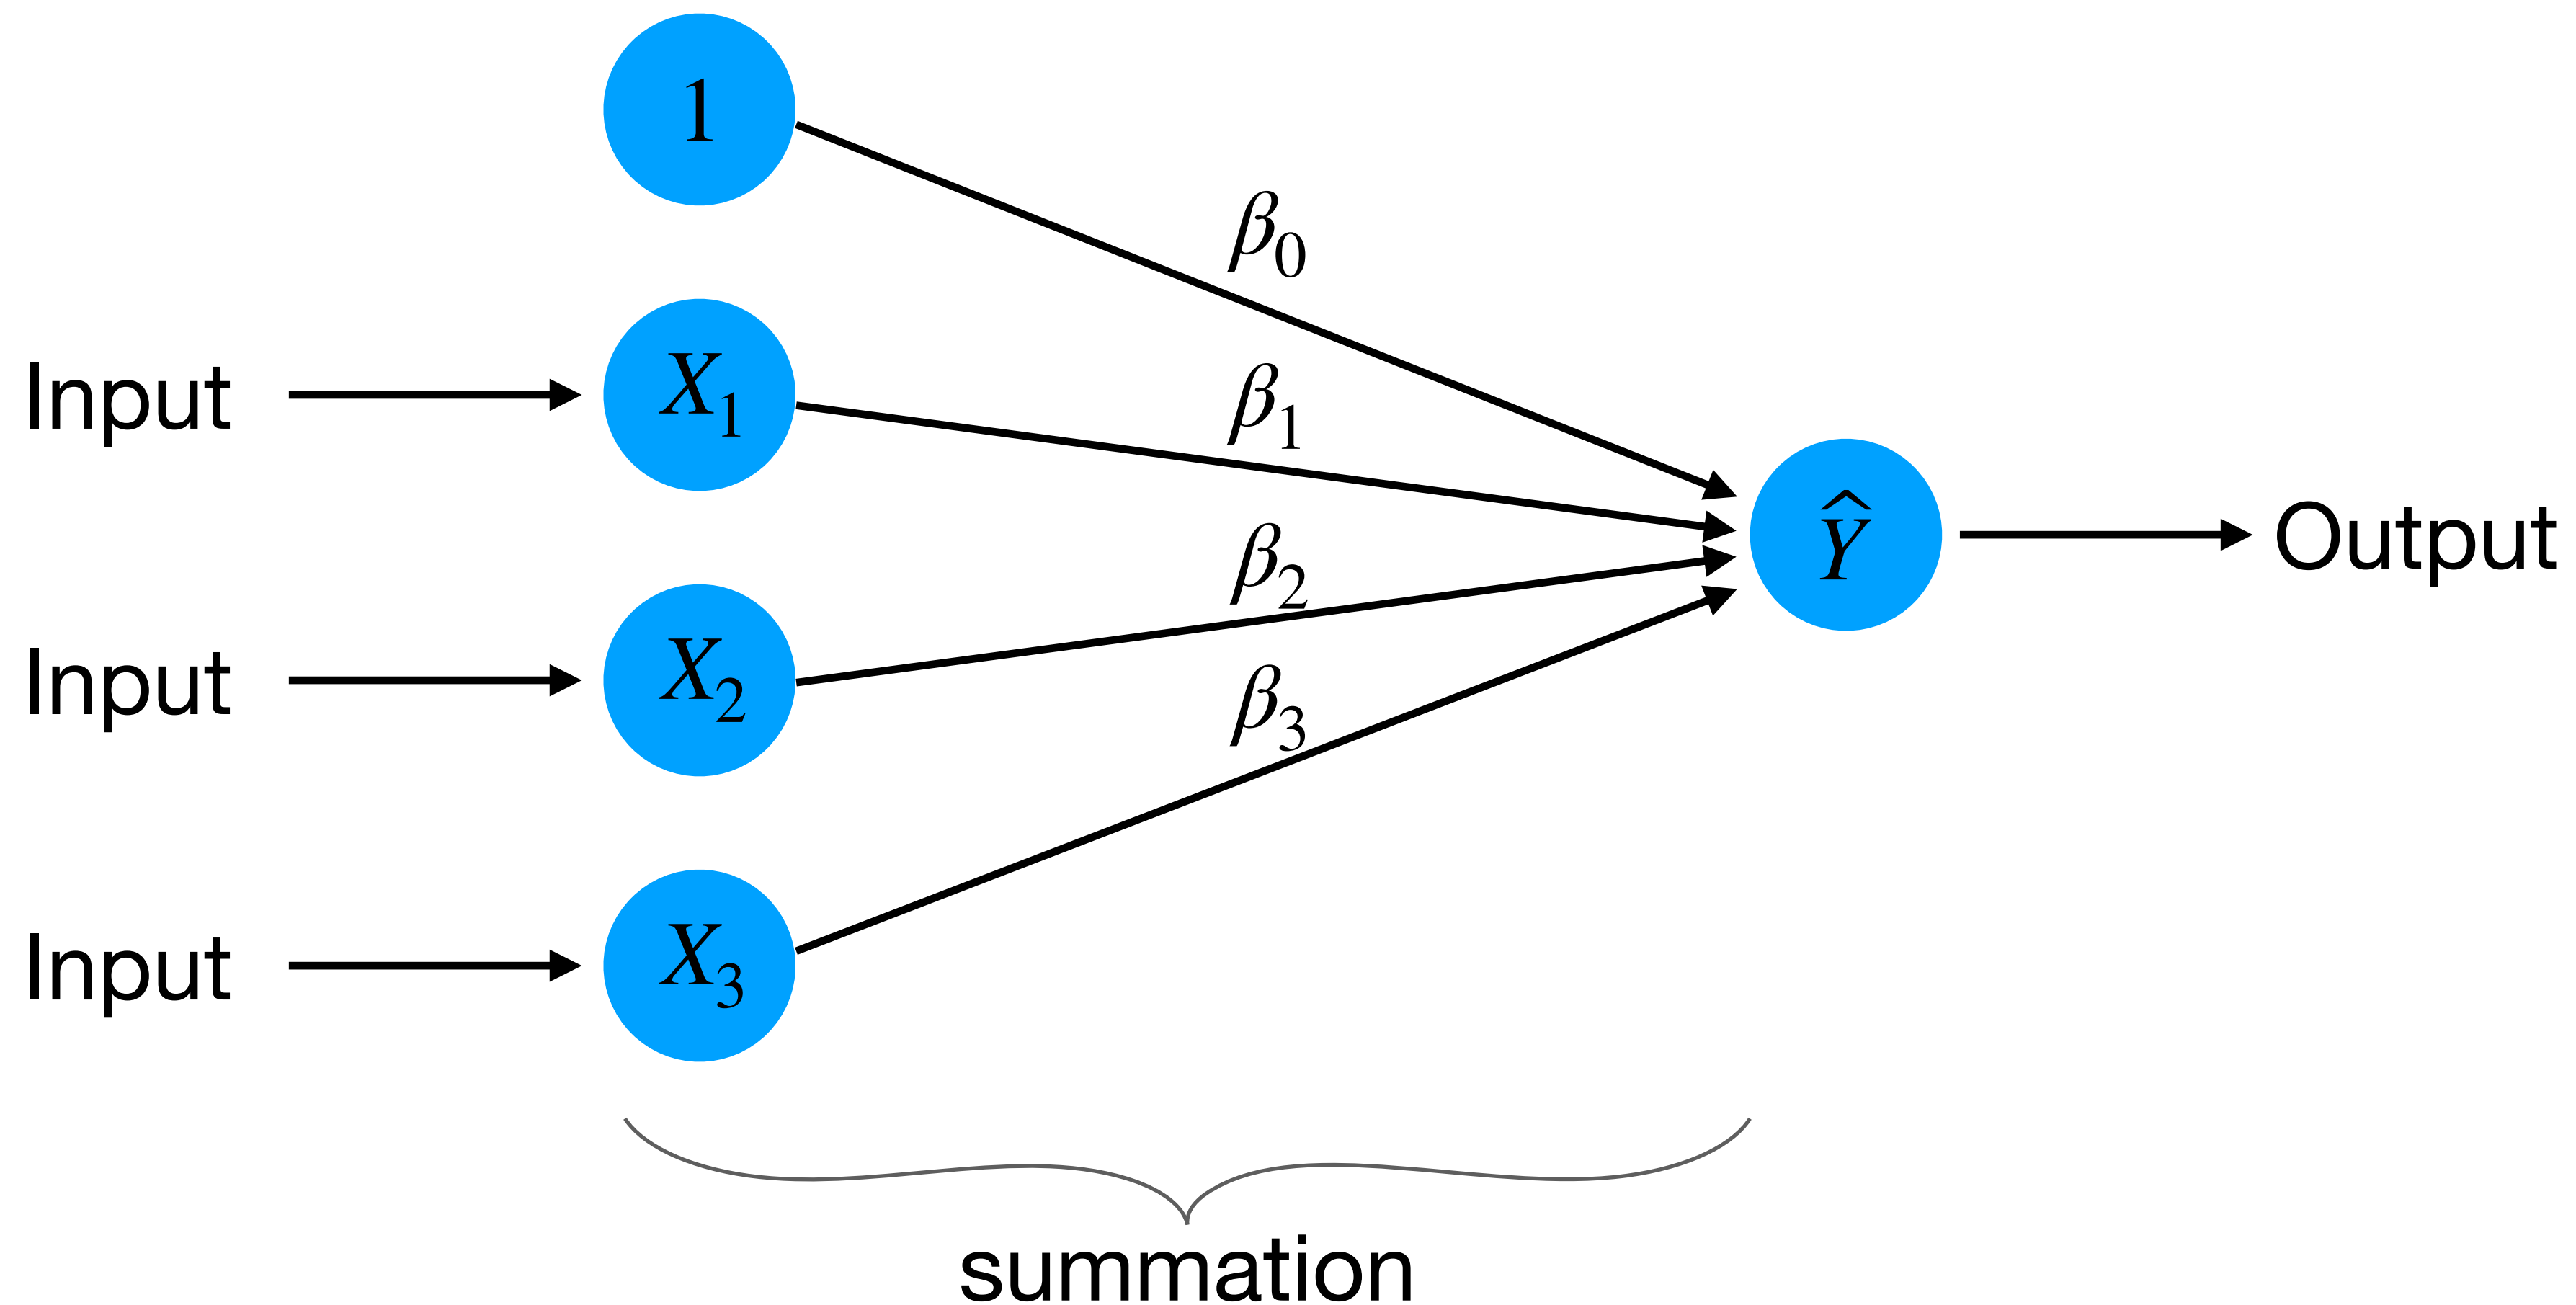 1
β₀
Input X₁ β₁
Ŷ Output
β₂
Input X₂
β₃
Input X₃
summation